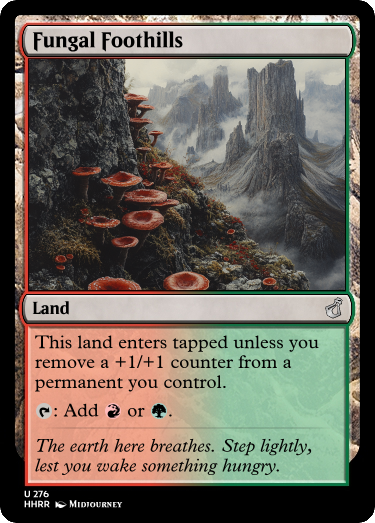 Fungal Foothills
Land
This land enters tapped unless you
remove a +1/+1 counter from a
permanent you control.
: Add or .
The earth here breathes. Step lightly,
lest you wake something hungry.
U 276
HHRR Midjourney